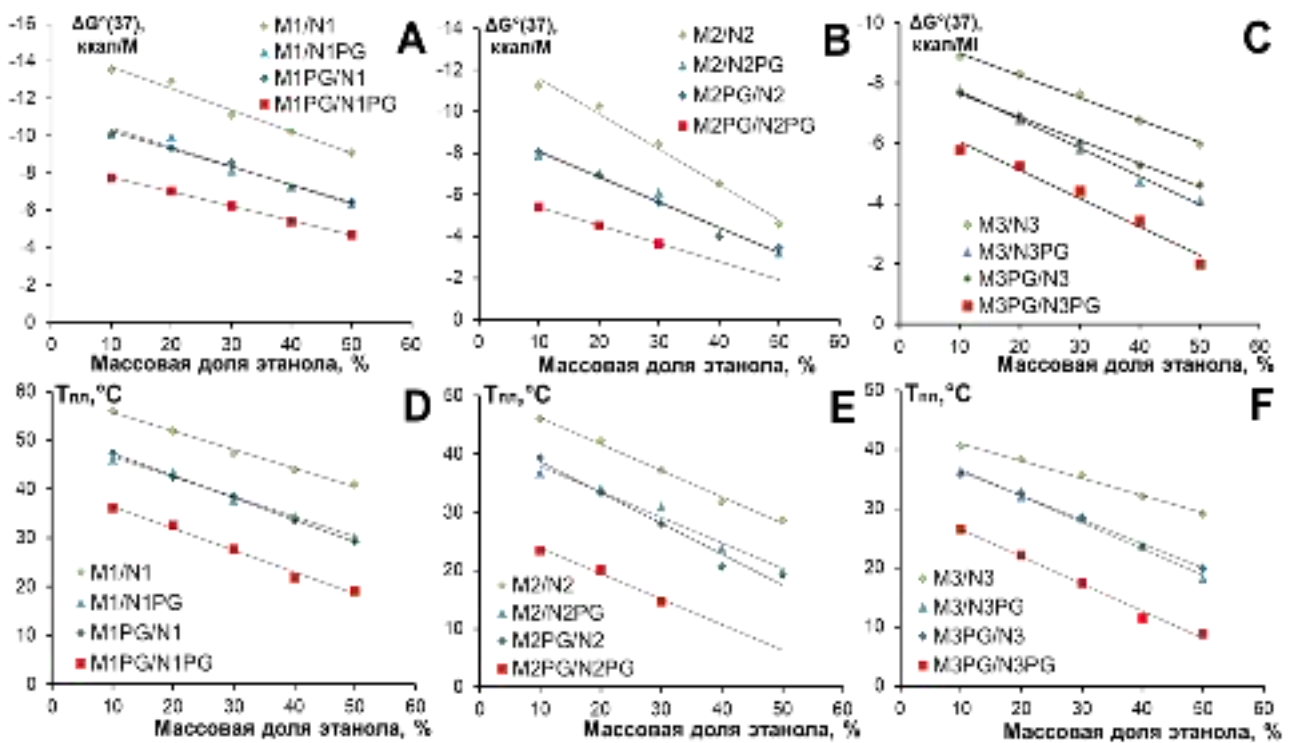 ΔG°(37),
ккал/М
A
M1/N1
M1/N1PG
M1PG/N1
M1PG/N1PG
-16
-14
-12
-10
-8
-6
-4
-2
0
0 10 20 30 40 50 60
Массовая доля этанола, %
ΔG°(37),
ккал/М
B
M2/N2
M2/N2PG
M2PG/N2
M2PG/N2PG
-14
-12
-10
-8
-6
-4
-2
0
0 10 20 30 40 50 60
Массовая доля этанола, %
ΔG°(37),
ккал/Ml
C
-10
-8
-6
-4
-2
0
M3/N3
M3/N3PG
M3PG/N3
M3PG/N3PG
0 10 20 30 40 50 60
Массовая доля этанола, %
Tпл,°C
D
60
50
40
30
20
10
0
M1/N1
M1/N1PG
M1PG/N1
M1PG/N1PG
0 10 20 30 40 50 60
Массовая доля этанола, %
Tпл,°C
E
50
40
30
20
10
0
M2/N2
M2/N2PG
M2PG/N2
M2PG/N2PG
0 10 20 30 40 50 60
Массовая доля этанола, %
Tпл,°C
F
50
40
30
20
10
0
M3/N3
M3/N3PG
M3PG/N3
M3PG/N3PG
0 10 20 30 40 50 60
Массовая доля этанола, %